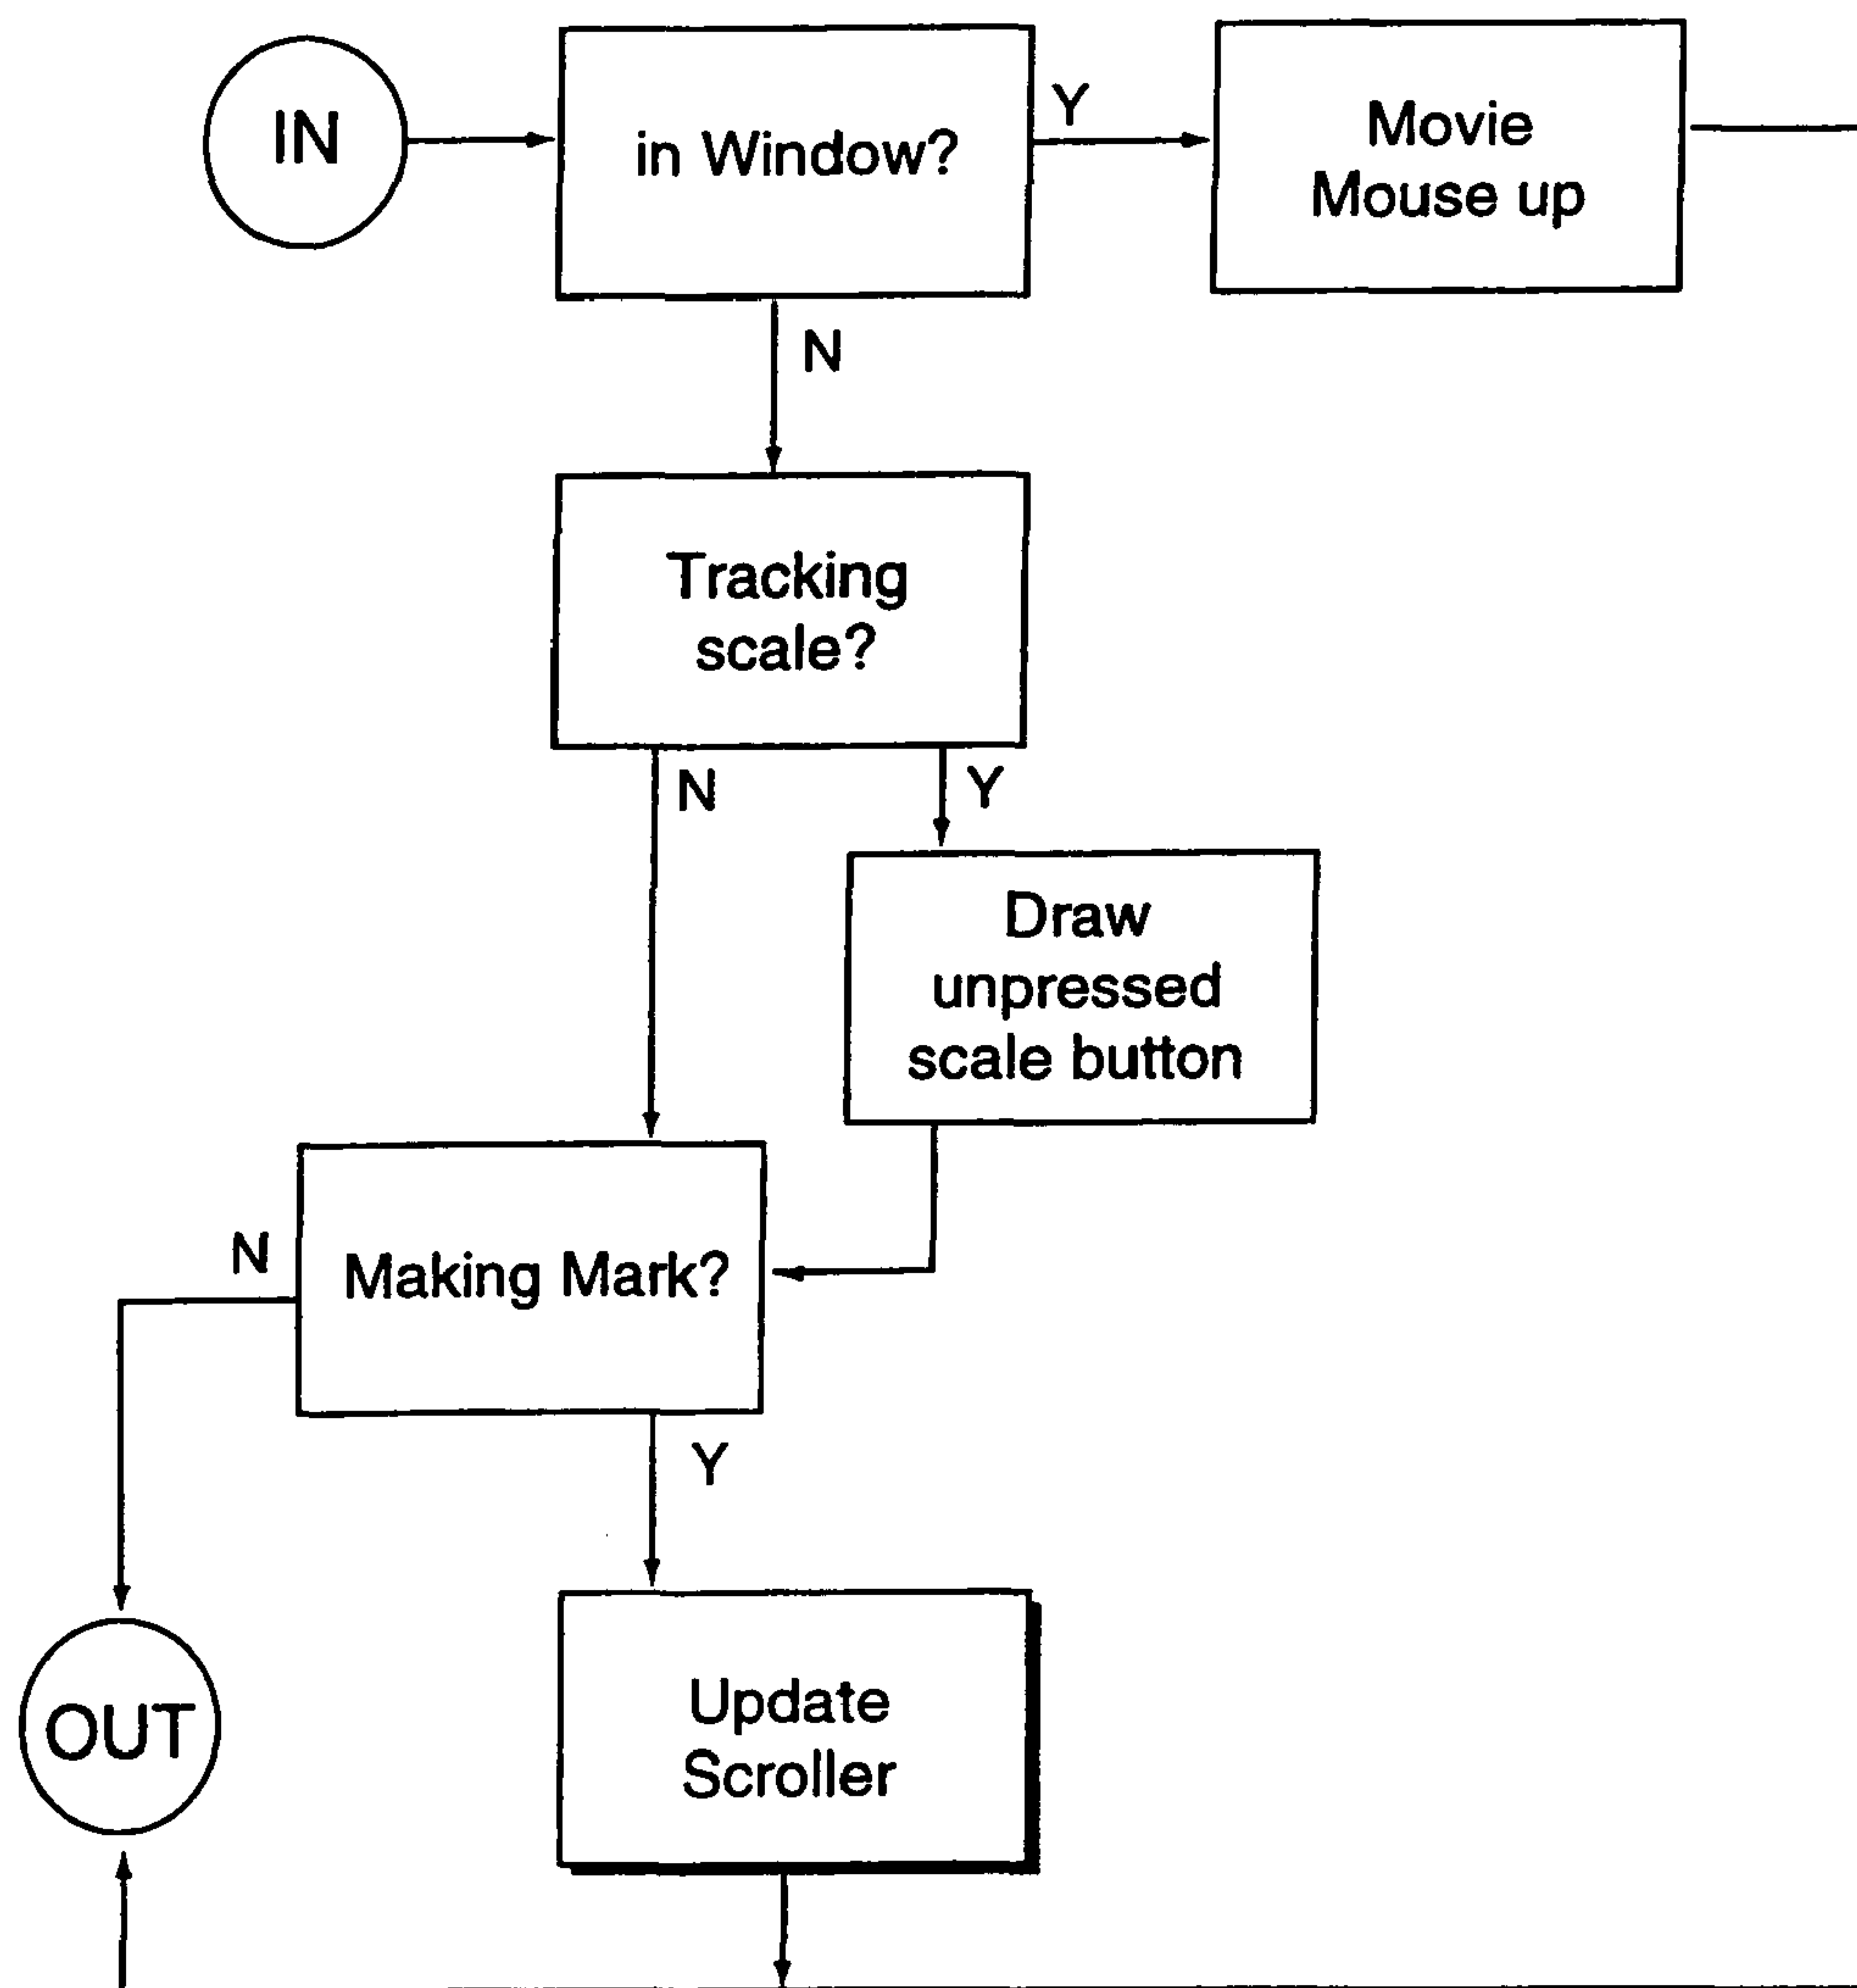 IN
in Window?
Y
Movie
Mouse up
N
Tracking
scale?
N
Y
Draw
unpressed
scale button
N
Making Mark?
Y
Update
Scroller
OUT